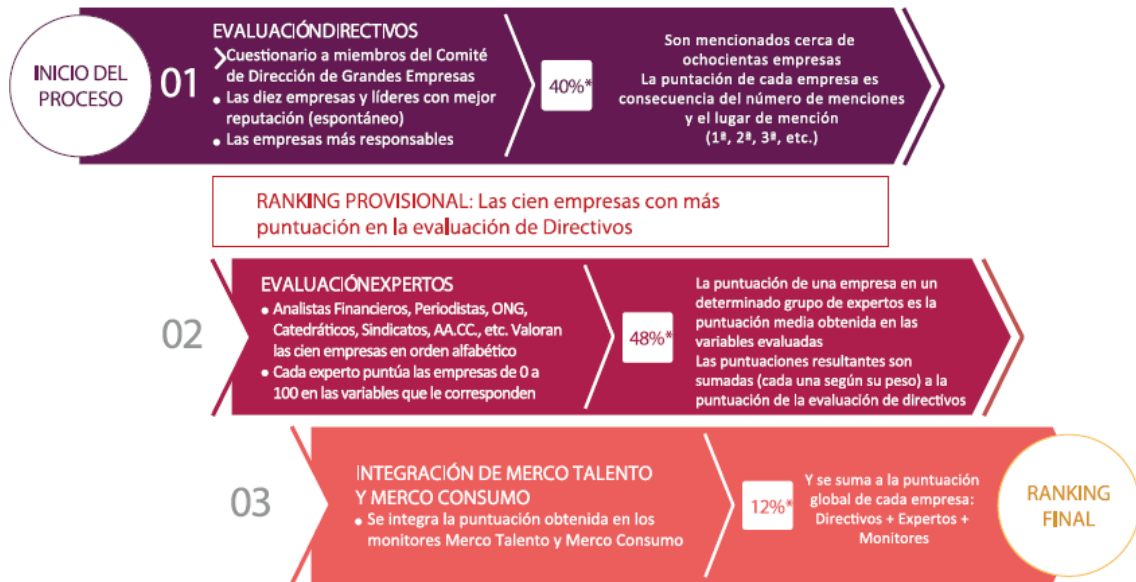 INICIO DEL
PROCESO
01
EVALUACIÓNDIRECTIVOS
Cuestionario a miembros del Comité
de Dirección de Grandes Empresas
• Las diez empresas y líderes con mejor
reputación (espontáneo)
• Las empresas más responsables
40%*
Son mencionados cerca de
ochocientas empresas
La puntación de cada empresa es
consecuencia del número de menciones
y el lugar de mención
(1ª, 2ª, 3ª, etc.)
RANKING PROVISIONAL: Las cien empresas con más
puntuación en la evaluación de Directivos
02
EVALUACIÓNEXPERTOS
• Analistas Financieros, Periodistas, ONG,
Catedráticos, Sindicatos, AA.CC., etc. Valoran
las cien empresas en orden alfabético
• Cada experto puntúa las empresas de 0 a
100 en las variables que le corresponden
48%*
La puntuación de una empresa en un
determinado grupo de expertos es la
puntuación media obtenida en las
variables evaluadas
Las puntuaciones resultantes son
sumadas (cada una según su peso) a la
puntuación de la evaluación de directivos
03
INTEGRACIÓN DE MERCO TALENTO
Y MERCO CONSUMO
• Se integra la puntuación obtenida en los
monitores Merco Talento y Merco Consumo
12%*
Y se suma a la puntuación
global de cada empresa:
Directivos + Expertos +
Monitores
RANKING
FINAL